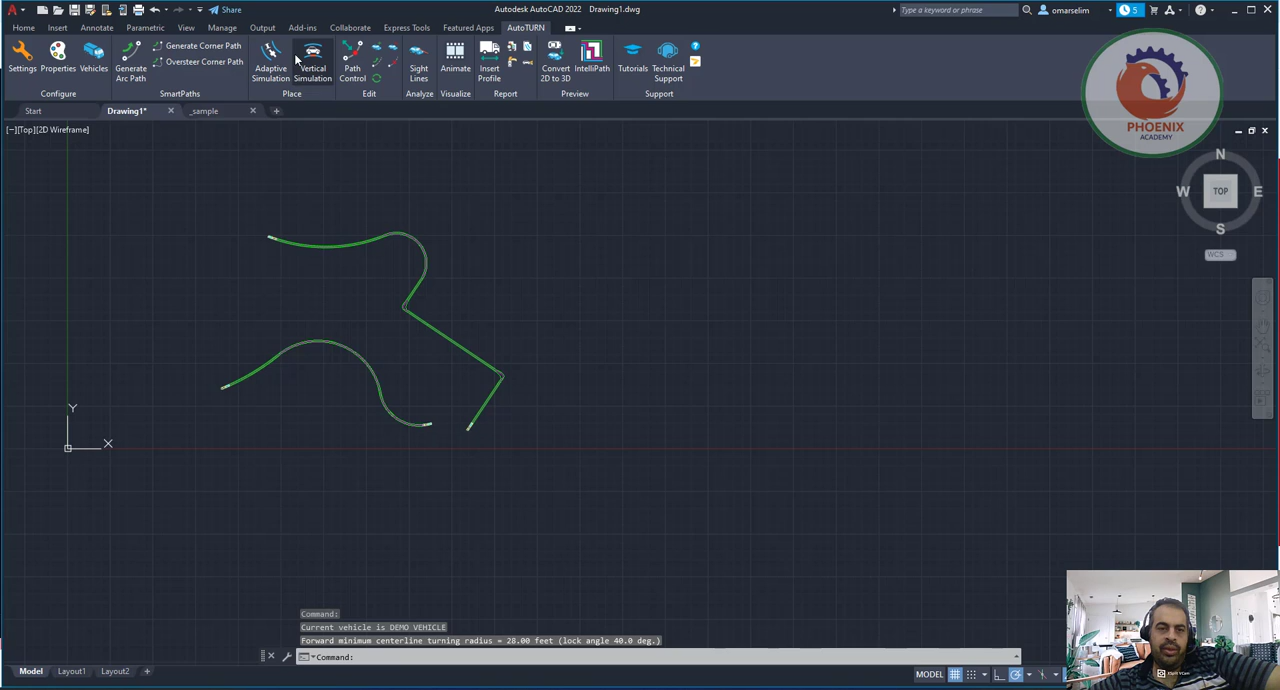 Autodesk AutoCAD 2022 Drawing1.dwg
Share
Type a keyword or phrase
omarselim
5
Home Insert Annotate Parametric View Manage Output Add-ins Collaborate Express Tools Featured Apps AutoTURN
Settings
Properties
Vehicles
Configure
Generate
Arc Path
Generate Corner Path
Oversteer Corner Path
SmartPaths
Adaptive
Simulation
Vertical
Simulation
Place
Path
Control
Edit
Sight
Lines
Analyze
Animate
Visualize
Insert
Profile
Report
Convert
2D to 3D
IntelliPath
Preview
Tutorials
Technical
Support
Support
Start
Drawing1*
_sample
[−][Top][2D Wireframe]
PHOENIX
ACADEMY
N
W
TOP
E
S
WCS
Y
X
Command:
Current vehicle is DEMO VEHICLE
Forward minimum centerline turning radius = 28.00 feet (lock angle 40.0 deg.)
Command:
Model
Layout1
Layout2
MODEL